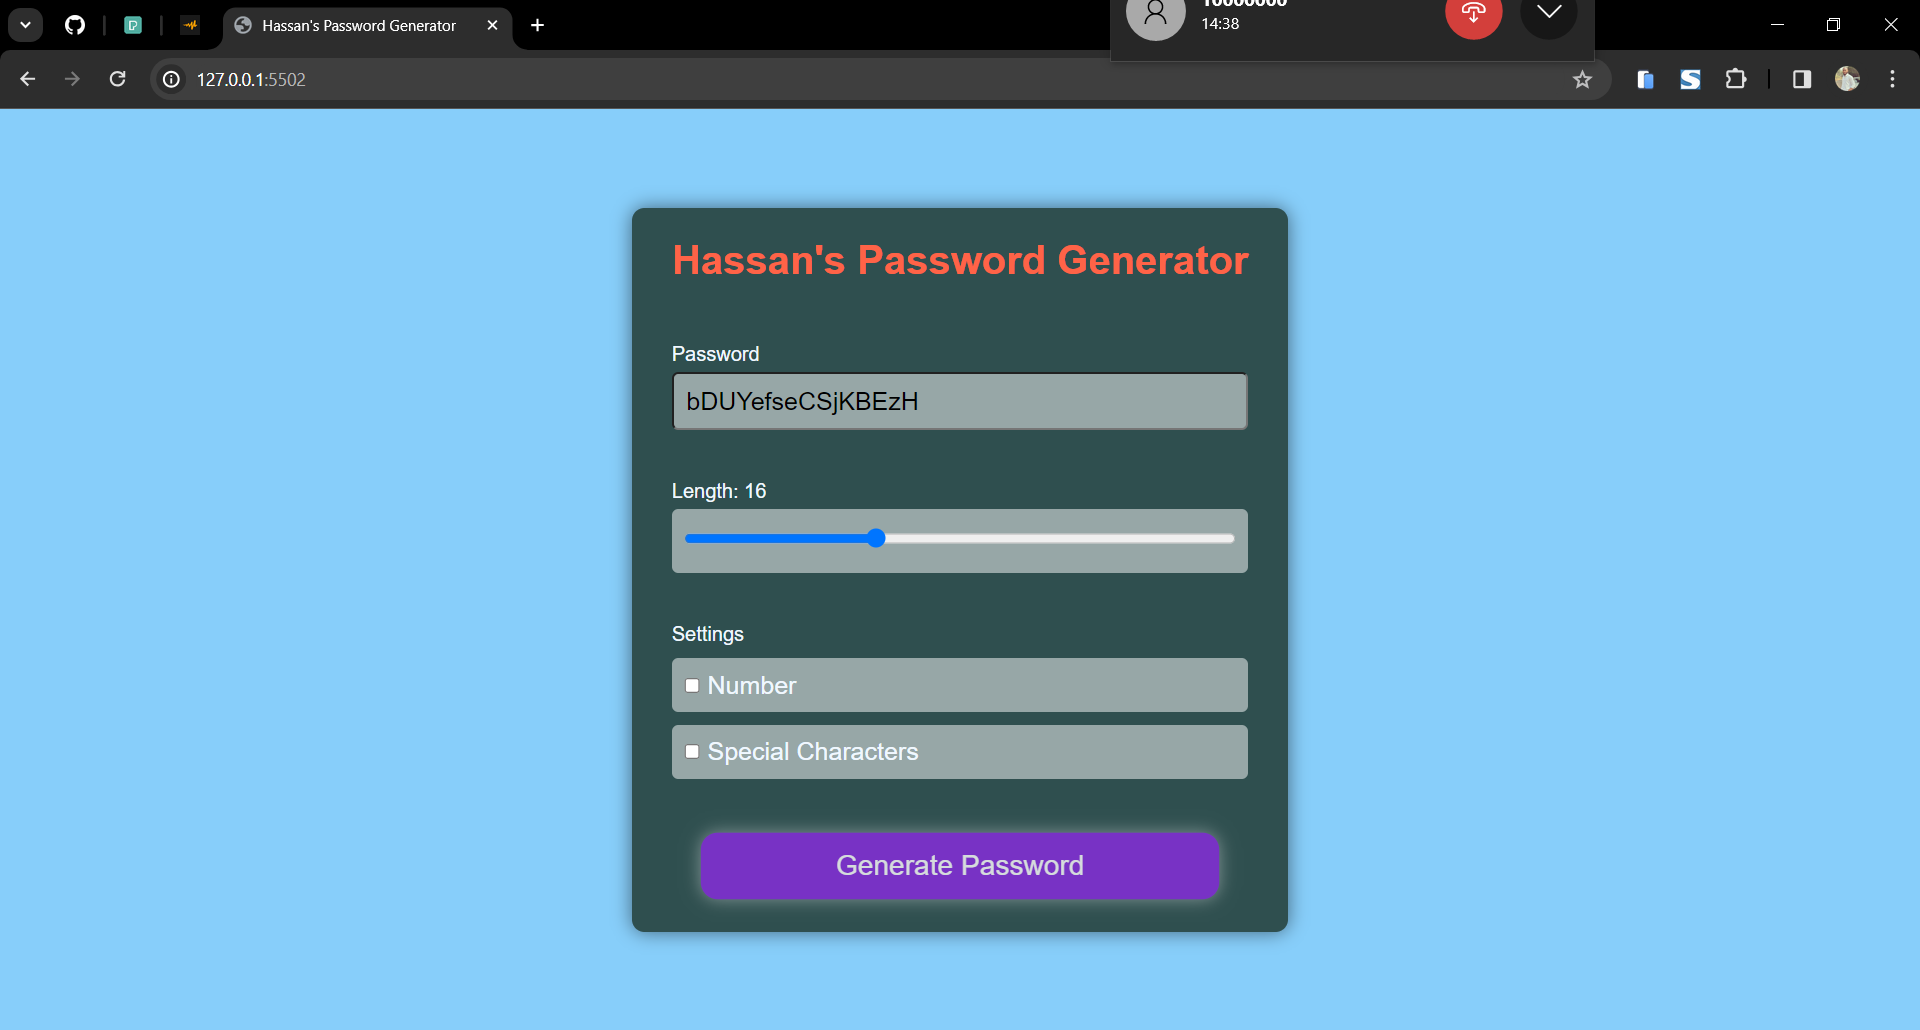 Hassan's Password Generator
14:38
127.0.0.1:5502
Hassan's Password Generator
Password
bDUYefseCSjKBEzH
Length: 16
Settings
Number
Special Characters
Generate Password